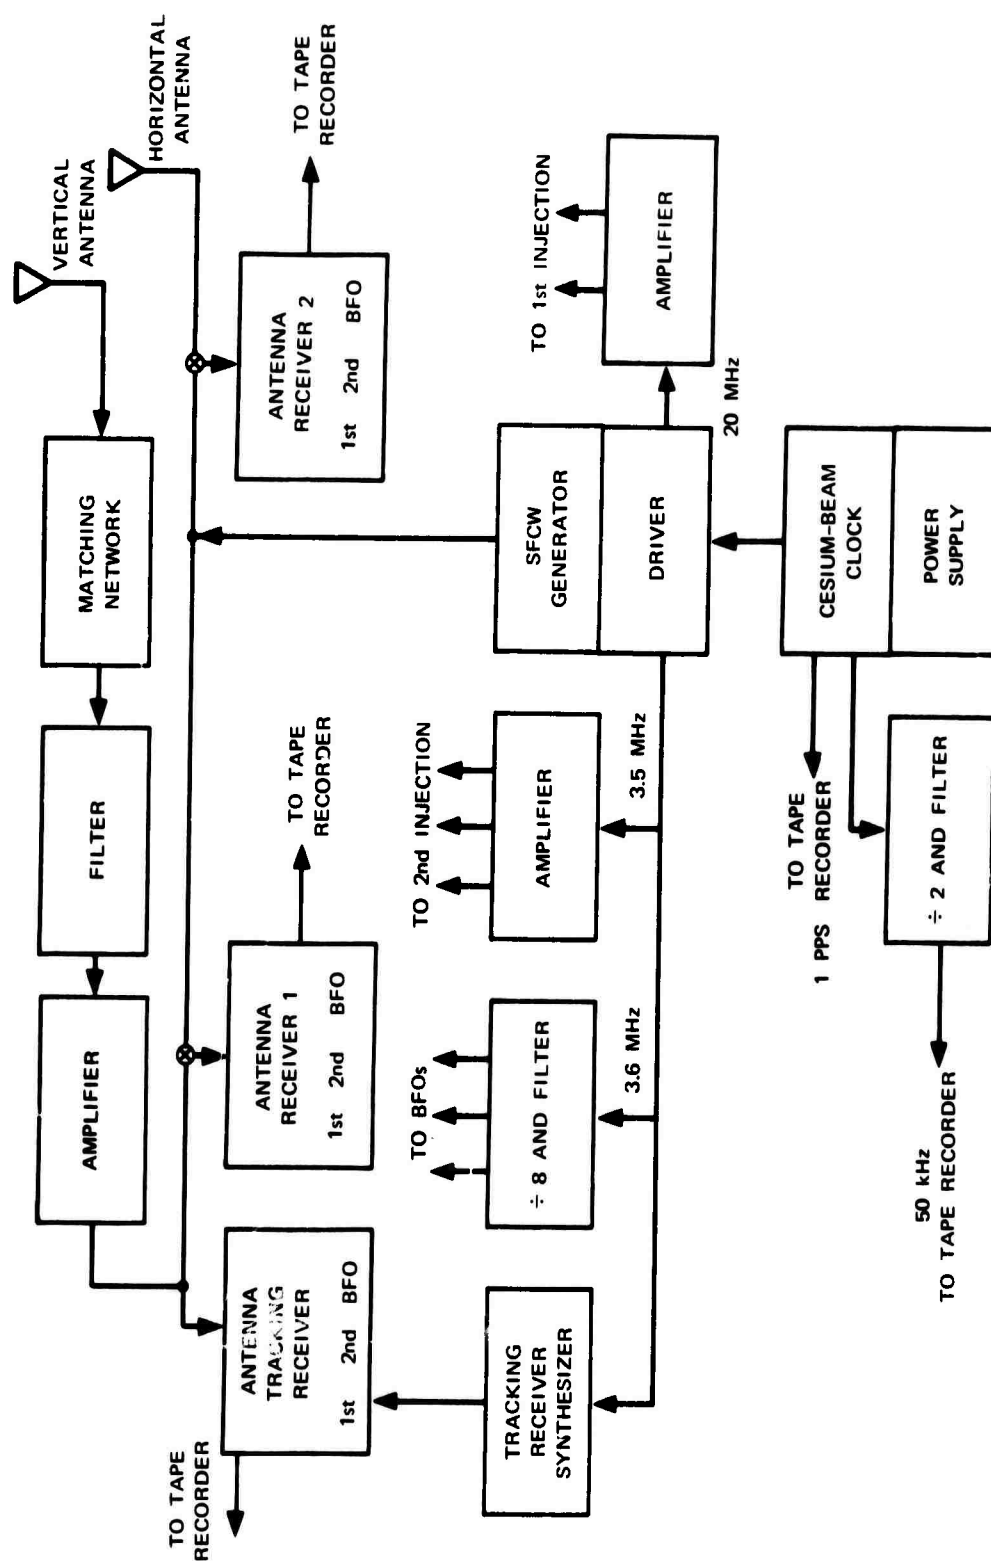 VERTICAL
ANTENNA
HORIZONTAL
ANTENNA
AMPLIFIER
FILTER
MATCHING
NETWORK
TO TAPE
RECORDER
ANTENNA
TRACKING
RECEIVER
1st 2nd BFO
ANTENNA
RECEIVER 1
1st 2nd BFO
TO TAPE
RECORDER
ANTENNA
RECEIVER 2
1st 2nd BFO
TO TAPE
RECORDER
TO BFOs
TO 2nd INJECTION
TO 1st INJECTION
TRACKING
RECEIVER
SYNTHESIZER
÷ 8 AND FILTER
AMPLIFIER
SFCW
GENERATOR
DRIVER
AMPLIFIER
3.6 MHz
3.5 MHz
20 MHz
TO TAPE
1 PPS RECORDER
CESIUM-BEAM
CLOCK
POWER
SUPPLY
÷ 2 AND FILTER
50 kHz
TO TAPE RECORDER